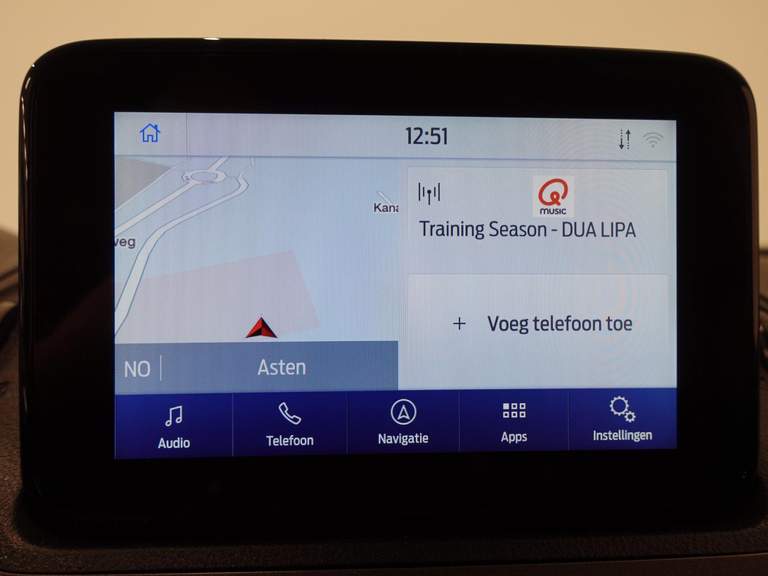 12:51
Kana
veg
Q
music
Training Season - DUA LIPA
+ Voeg telefoon toe
NO | Asten
Audio
Telefoon
Navigatie
Apps
Instellingen